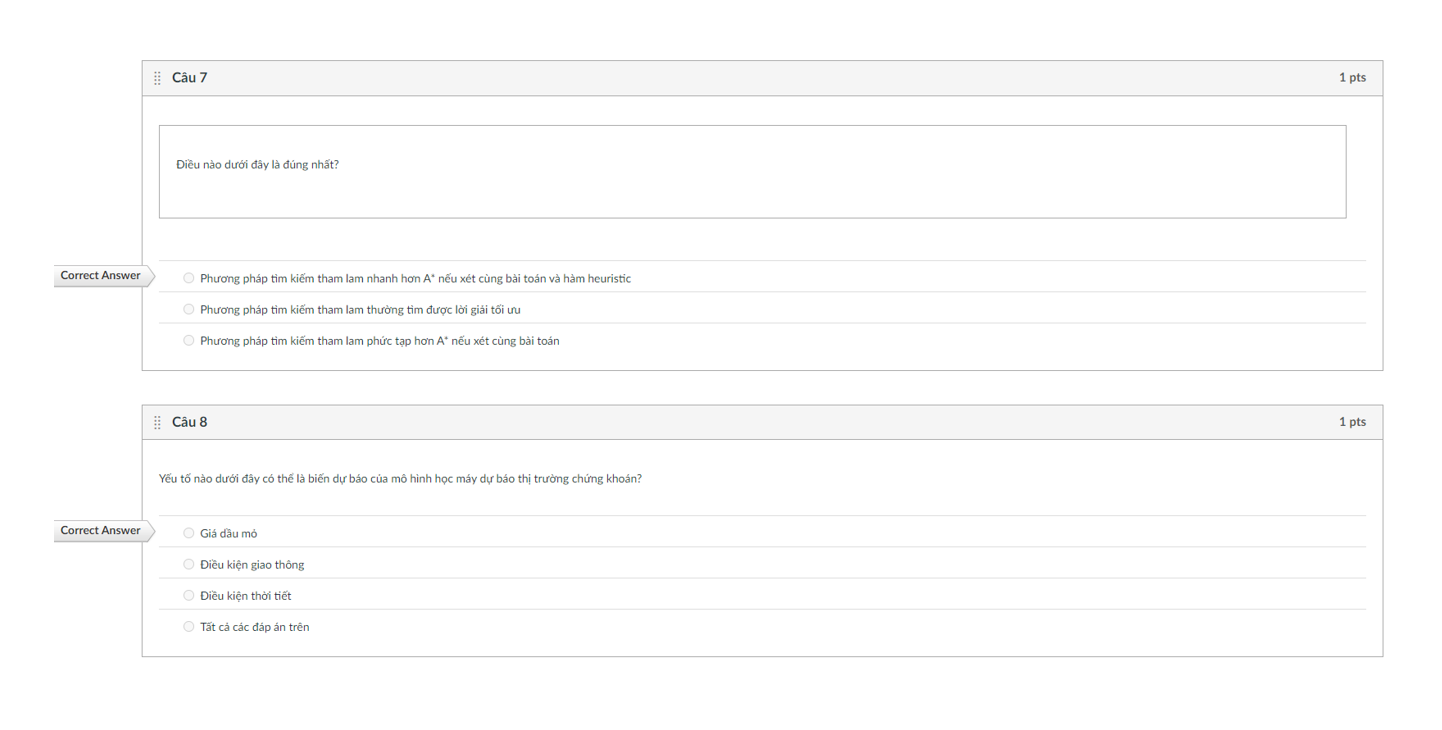 Câu 7
1 pts
Điều nào dưới đây là đúng nhất?
Correct Answer
Phương pháp tìm kiếm tham lam nhanh hơn A* nếu xét cùng bài toán và hàm heuristic
Phương pháp tìm kiếm tham lam thường tìm được lời giải tối ưu
Phương pháp tìm kiếm tham lam phức tạp hơn A* nếu xét cùng bài toán
Câu 8
1 pts
Yếu tố nào dưới đây có thể là biến dự báo của mô hình học máy dự báo thị trường chứng khoán?
Correct Answer
Giá dầu mỏ
Điều kiện giao thông
Điều kiện thời tiết
Tất cả các đáp án trên